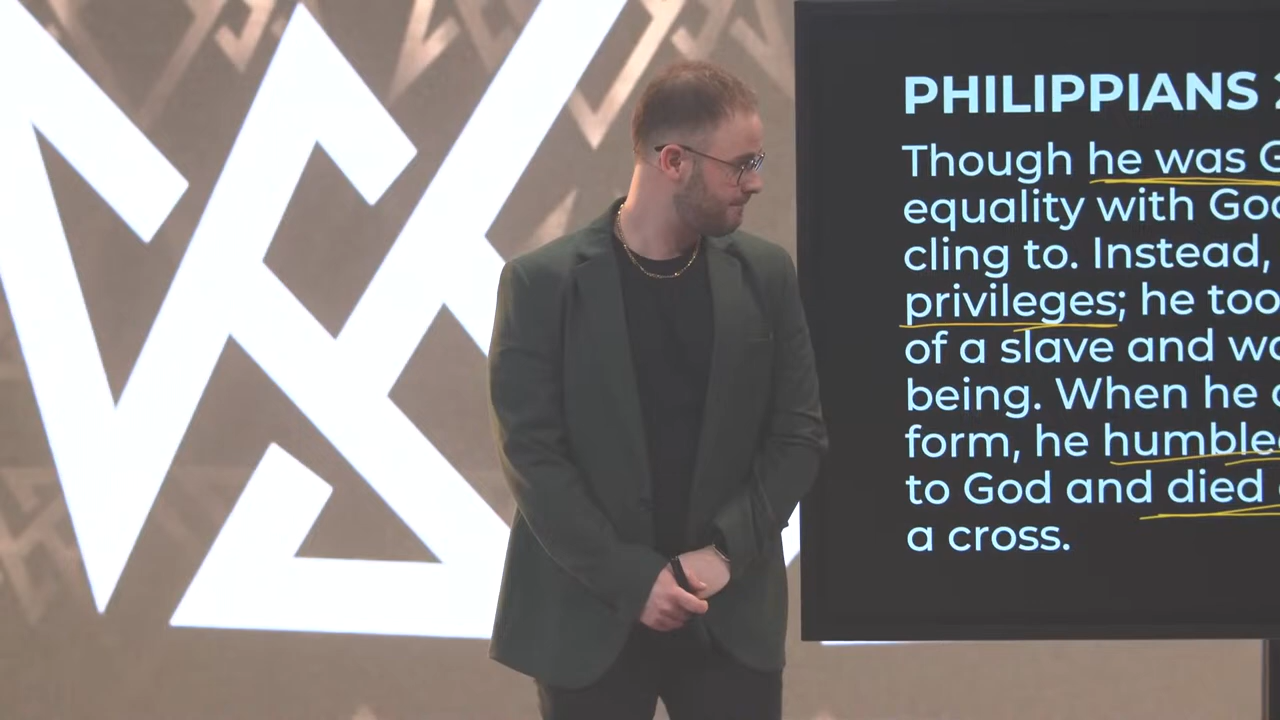 PHILIPPIANS
Though he was
equality with
cling to. Instead,
privileges; he
of a slave and
being. When he
form, he
to God and died
a cross.